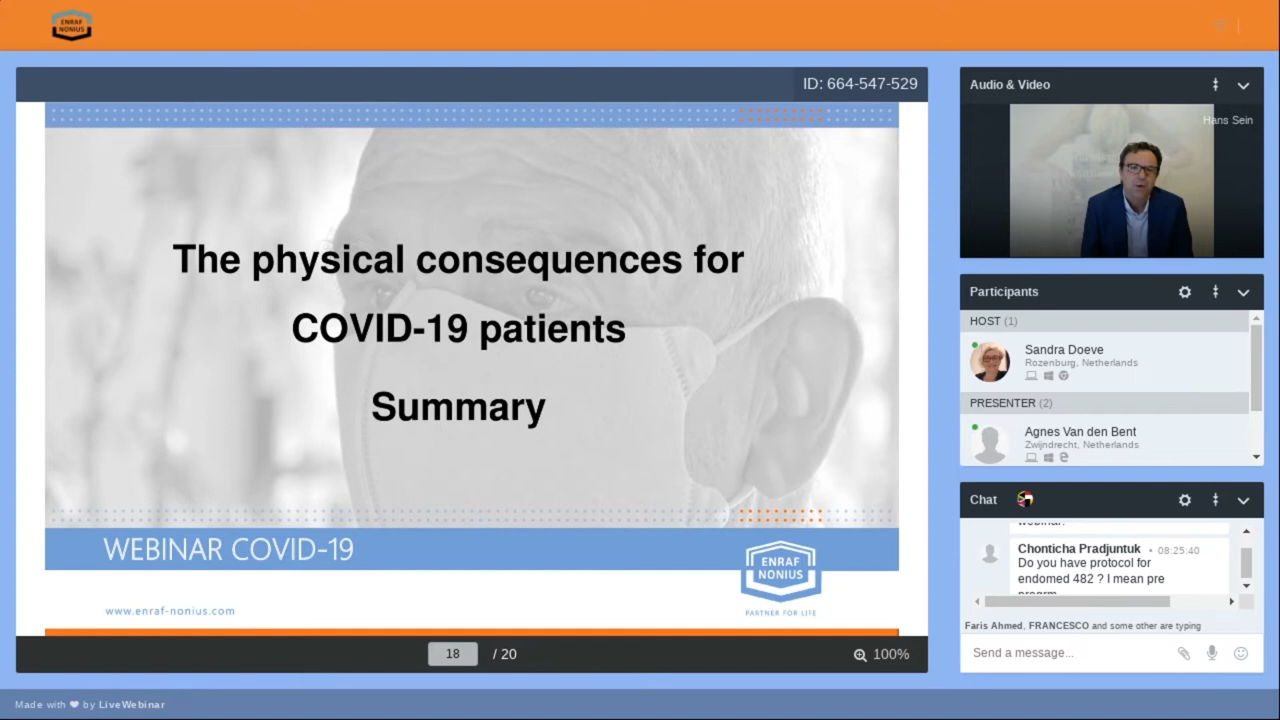 ENRAF
NONIUS
ID: 664-547-529
The physical consequences for
COVID-19 patients
Summary
WEBINAR COVID-19
ENRAF
NONIUS
PARTNER FOR LIFE
www.enraf-nonius.com
18 / 20
100%
Audio & Video
Hans Sein
Participants
HOST (1)
Sandra Doeve
Rozenburg, Netherlands
PRESENTER (2)
Agnes Van den Bent
Zwijndrecht, Netherlands
Chat
webinar.
Chonticha Pradjuntuk • 08:25:40
Do you have protocol for
endomed 482 ? I mean pre
progrm
Faris Ahmed, FRANCESCO and some other are typing
Send a message...
Made with ❤ by LiveWebinar